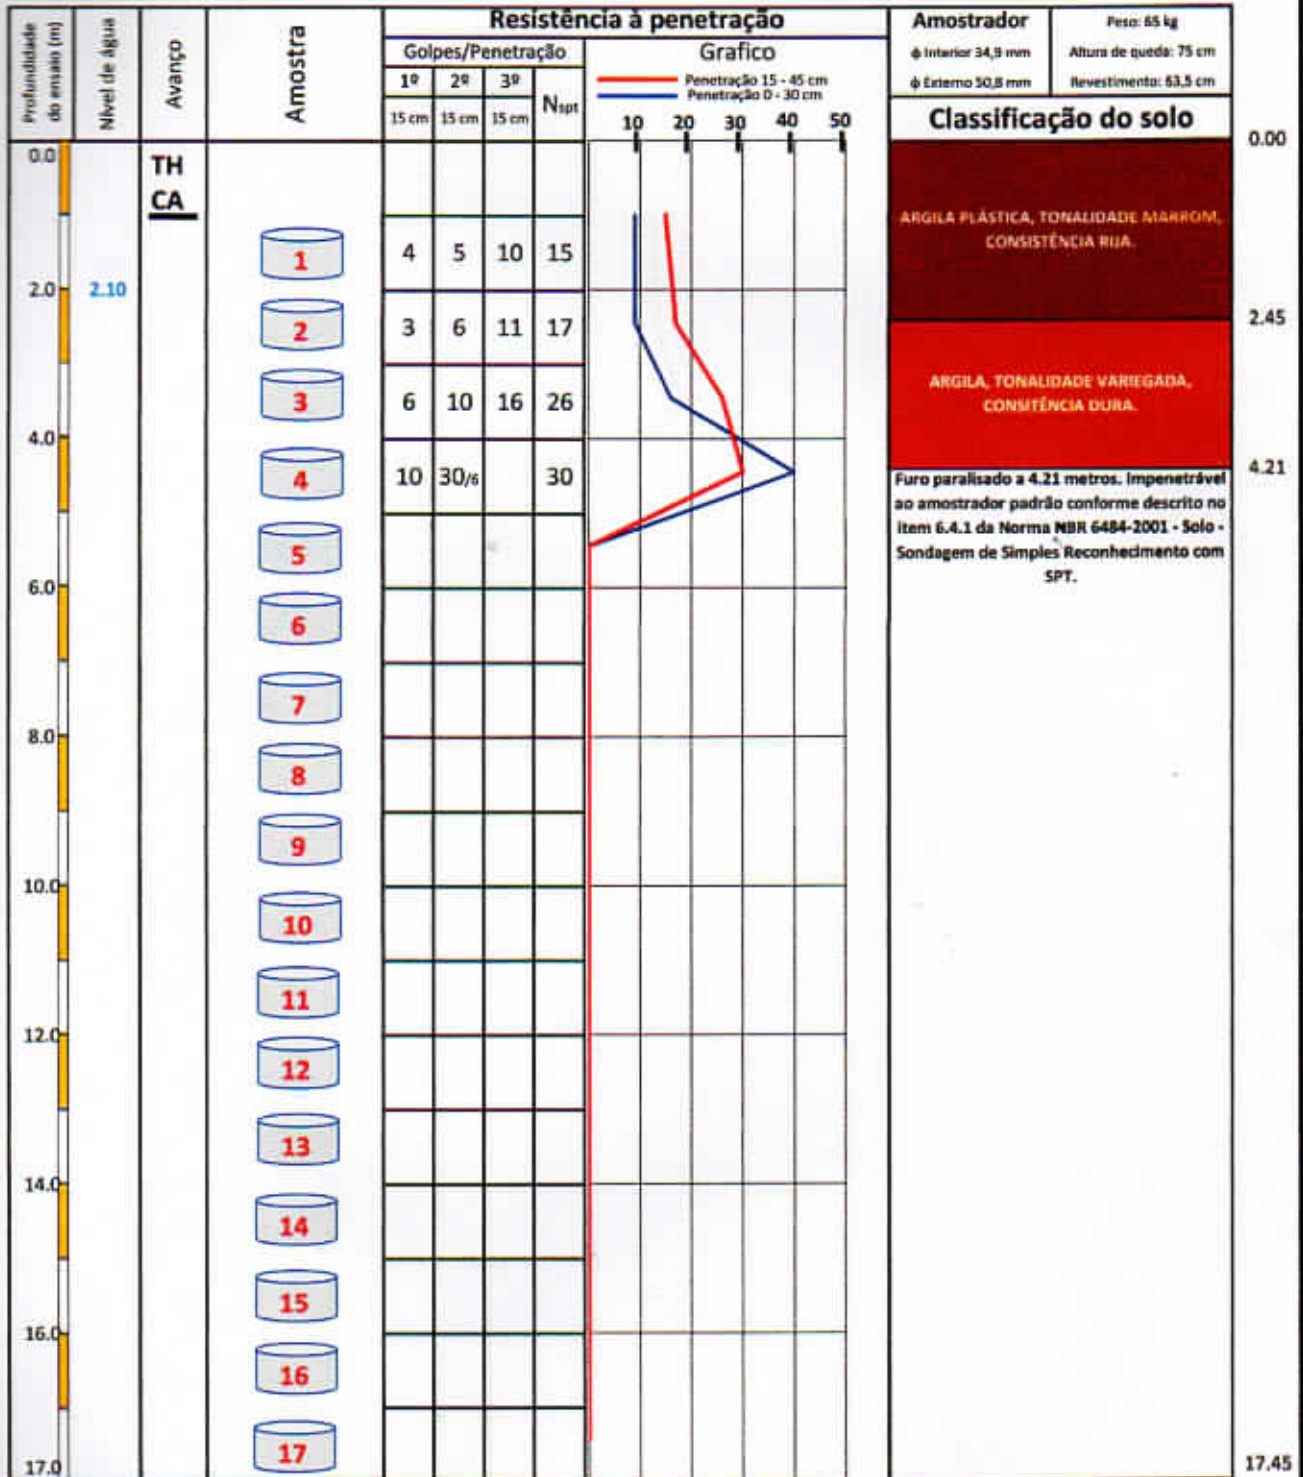 Profundidade do ensaio (m)
Nível de água
Avanço
Amostra
Resistência à penetração
Golpes/Penetração
1º 2º 3º Nspt
15 cm 15 cm 15 cm
Grafico
Penetração 15 - 45 cm
Penetração 0 - 30 cm
10 20 30 40 50
Amostrador
ϕ Interior 34,9 mm
ϕ Externo 50,8 mm
Peso: 65 kg
Altura de queda: 75 cm
Revestimento: 63,5 cm
Classificação do solo
0.0
TH
CA
0.00
ARGILA PLÁSTICA, TONALIDADE MARROM,
CONSISTÊNCIA RIJA.
1 4 5 10 15
2.0 2.10
2.45
2 3 6 11 17
ARGILA, TONALIDADE VARIEGADA,
CONSITÊNCIA DURA.
3 6 10 16 26
4.0
4.21
4 10 30/6 30
Furo paralisado a 4.21 metros. Impenetrável
ao amostrador padrão conforme descrito no
item 6.4.1 da Norma NBR 6484-2001 - Solo -
Sondagem de Simples Reconhecimento com
SPT.
5
6.0
6
7
8.0
8
9
10.0
10
11
12.0
12
13
14.0
14
15
16.0
16
17
17.0
17.45